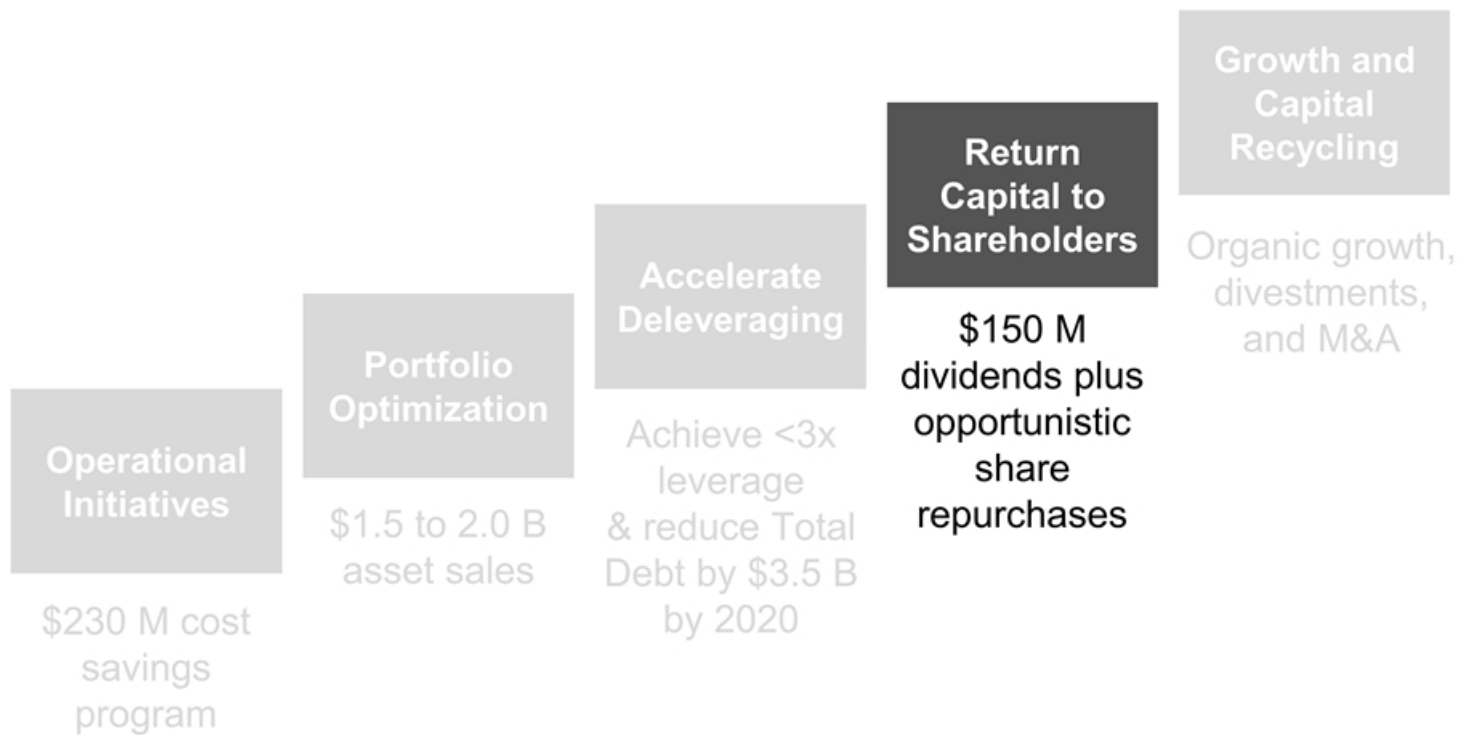 Operational
Initiatives
$230 M cost
savings
program
Portfolio
Optimization
$1.5 to 2.0 B
asset sales
Accelerate
Deleveraging
Achieve <3x
leverage
& reduce Total
Debt by $3.5 B
by 2020
Return
Capital to
Shareholders
$150 M
dividends plus
opportunistic
share
repurchases
Growth and
Capital
Recycling
Organic growth,
divestments,
and M&A